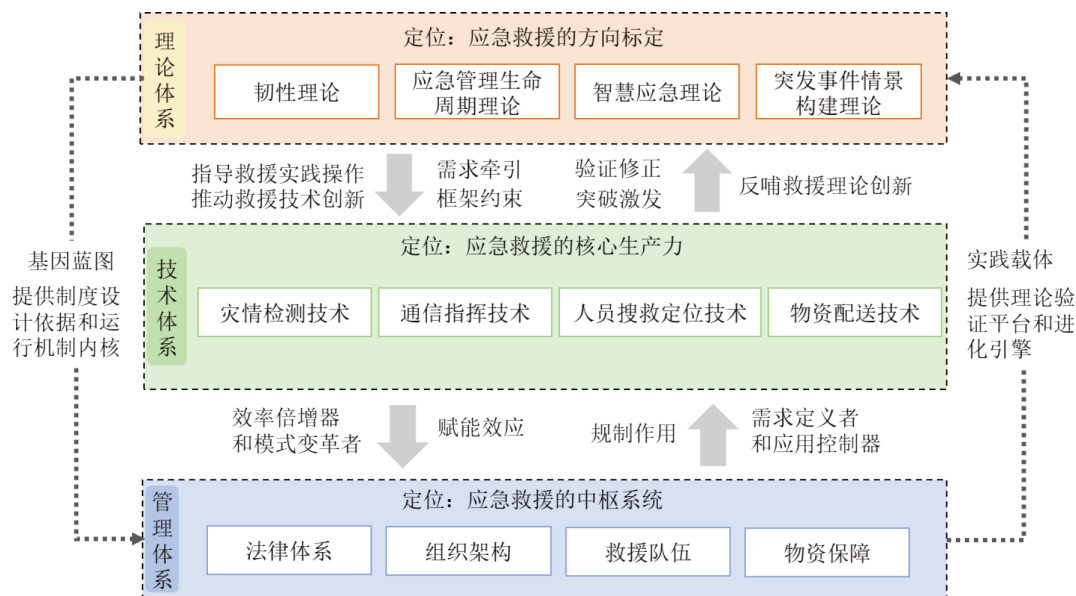 理论体系
定位：应急救援的方向标定
韧性理论
应急管理生命
周期理论
智慧应急理论
突发事件情景
构建理论
指导救援实践操作
推动救援技术创新
需求牵引
框架约束
验证修正
突破激发
反哺救援理论创新
基因蓝图
提供制度设
计依据和运
行机制内核
技术体系
定位：应急救援的核心生产力
灾情检测技术
通信指挥技术
人员搜救定位技术
物资配送技术
实践载体
提供理论验
证平台和进
化引擎
效率倍增器
和模式变革者
赋能效应
规制作用
需求定义者
和应用控制器
管理体系
定位：应急救援的中枢系统
法律体系
组织架构
救援队伍
物资保障